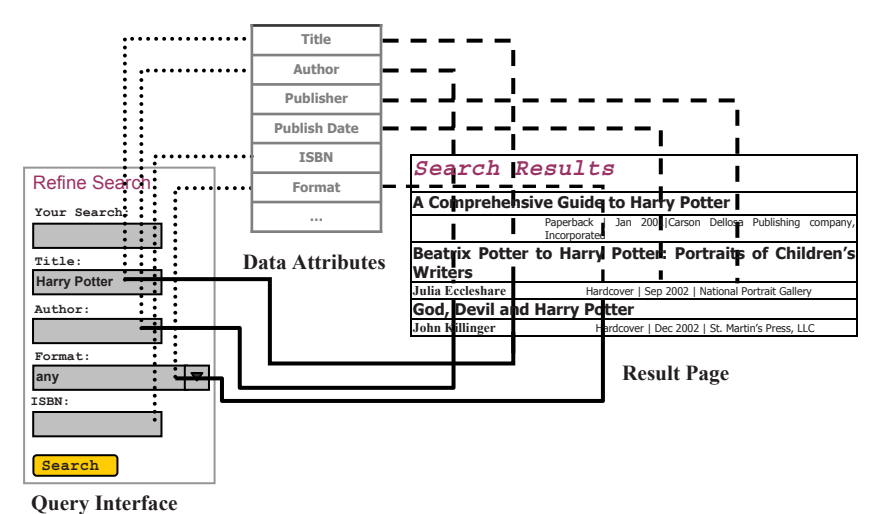 Title
Author
Publisher
Publish Date
ISBN
Format
...
Data Attributes
Refine Search
Your Search:
Title:
Harry Potter
Author:
Format:
any
ISBN:
Search
Query Interface
Search Results
A Comprehensive Guide to Harry Potter
Paperback | Jan 200 |Carson Dellosa Publishing company,
Incorporated
Beatrix Potter to Harry Potter: Portraits of Children's
Writers
Julia Eccleshare Hardcover | Sep 2002 | National Portrait Gallery
God, Devil and Harry Potter
John Killinger Hardcover | Dec 2002 | St. Martin's Press, LLC
Result Page